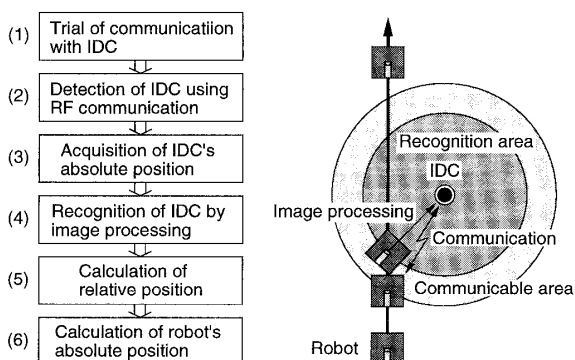 (1) Trial of communicatiion
with IDC
(2) Detection of IDC using
RF communication
(3) Acquisition of IDC's
absolute position
(4) Recognition of IDC by
image processing
(5) Calculation of
relative position
(6) Calculation of robot's
absolute position
Recognition area
IDC
Image processing
Communication
Communicable area
Robot